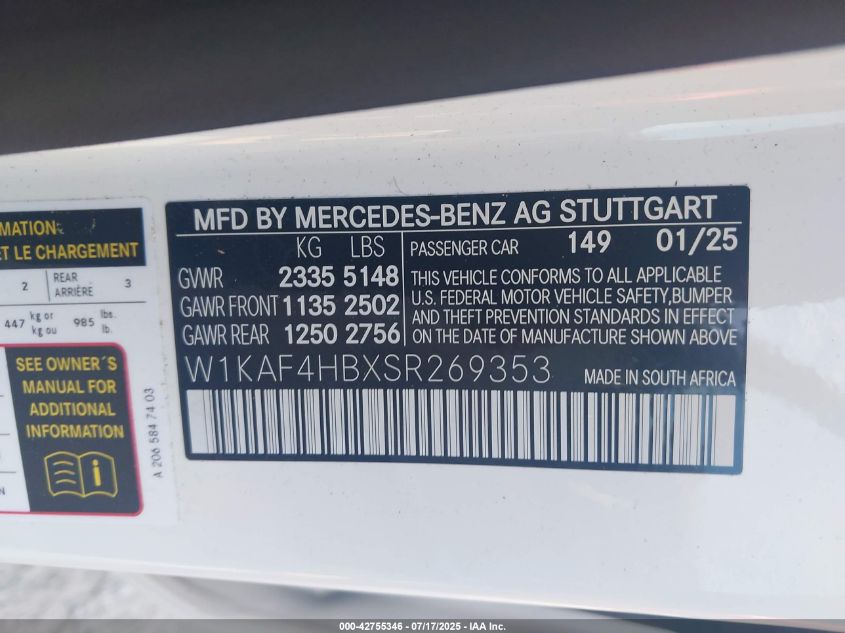 MATION
ET LE CHARGEMENT
2 REAR ARRIÈRE 3
447 kg or kg ou 985 lbs. lb.
SEE OWNER´S
MANUAL FOR
ADDITIONAL
INFORMATION
A 206 584 74 03
MFD BY MERCEDES-BENZ AG STUTTGART
KG LBS
GVWR 2335 5148
GAWR FRONT 1135 2502
GAWR REAR 1250 2756
PASSENGER CAR 149 01/25
THIS VEHICLE CONFORMS TO ALL APPLICABLE
U.S. FEDERAL MOTOR VEHICLE SAFETY,BUMPER
AND THEFT PREVENTION STANDARDS IN EFFECT
ON THE DATE OF MANUFACTURE SHOWN ABOVE
W1KAF4HBXSR269353 MADE IN SOUTH AFRICA
000-42755346 - 07/17/2025 - IAA Inc.